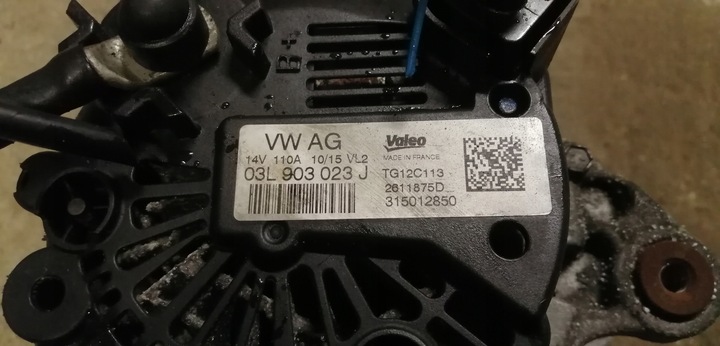 B+
VW AG
14V 110A 10/15 VL2
03L 903 023 J
Valeo
MADE IN FRANCE
TG12C113
2611875D
315012850